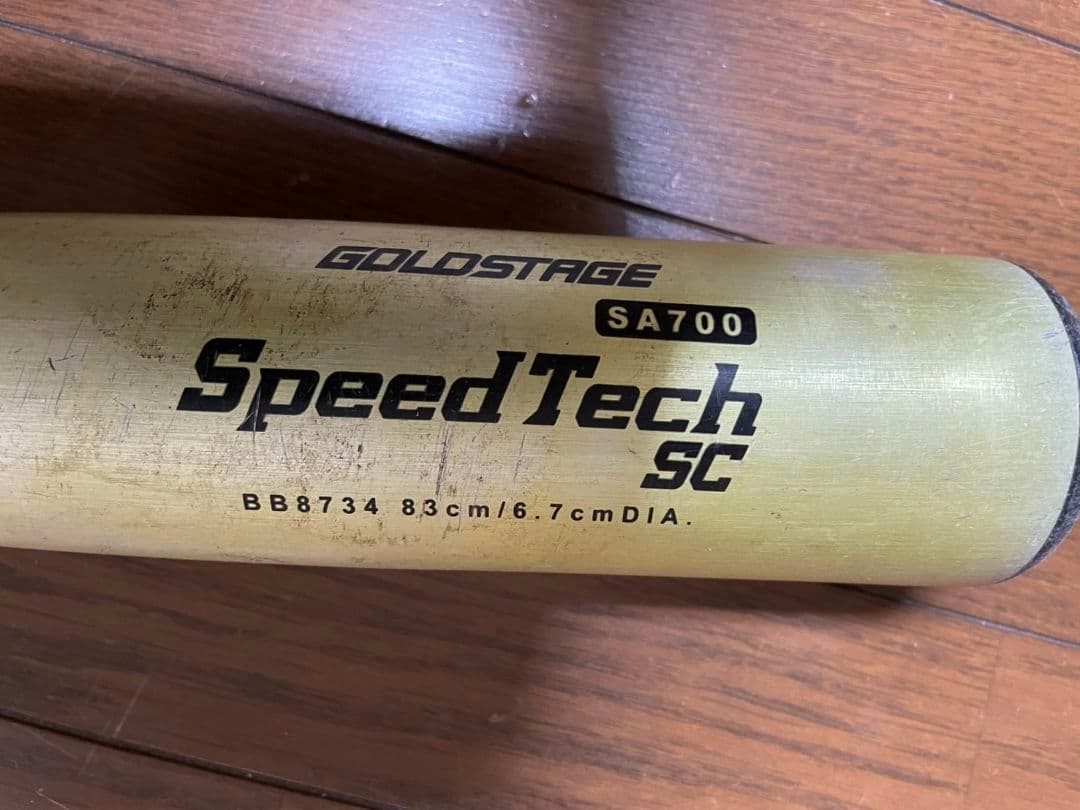 GOLDSTAGE
SA700
SpeedTech
SC
BB8734 83cm/6.7cmDIA.